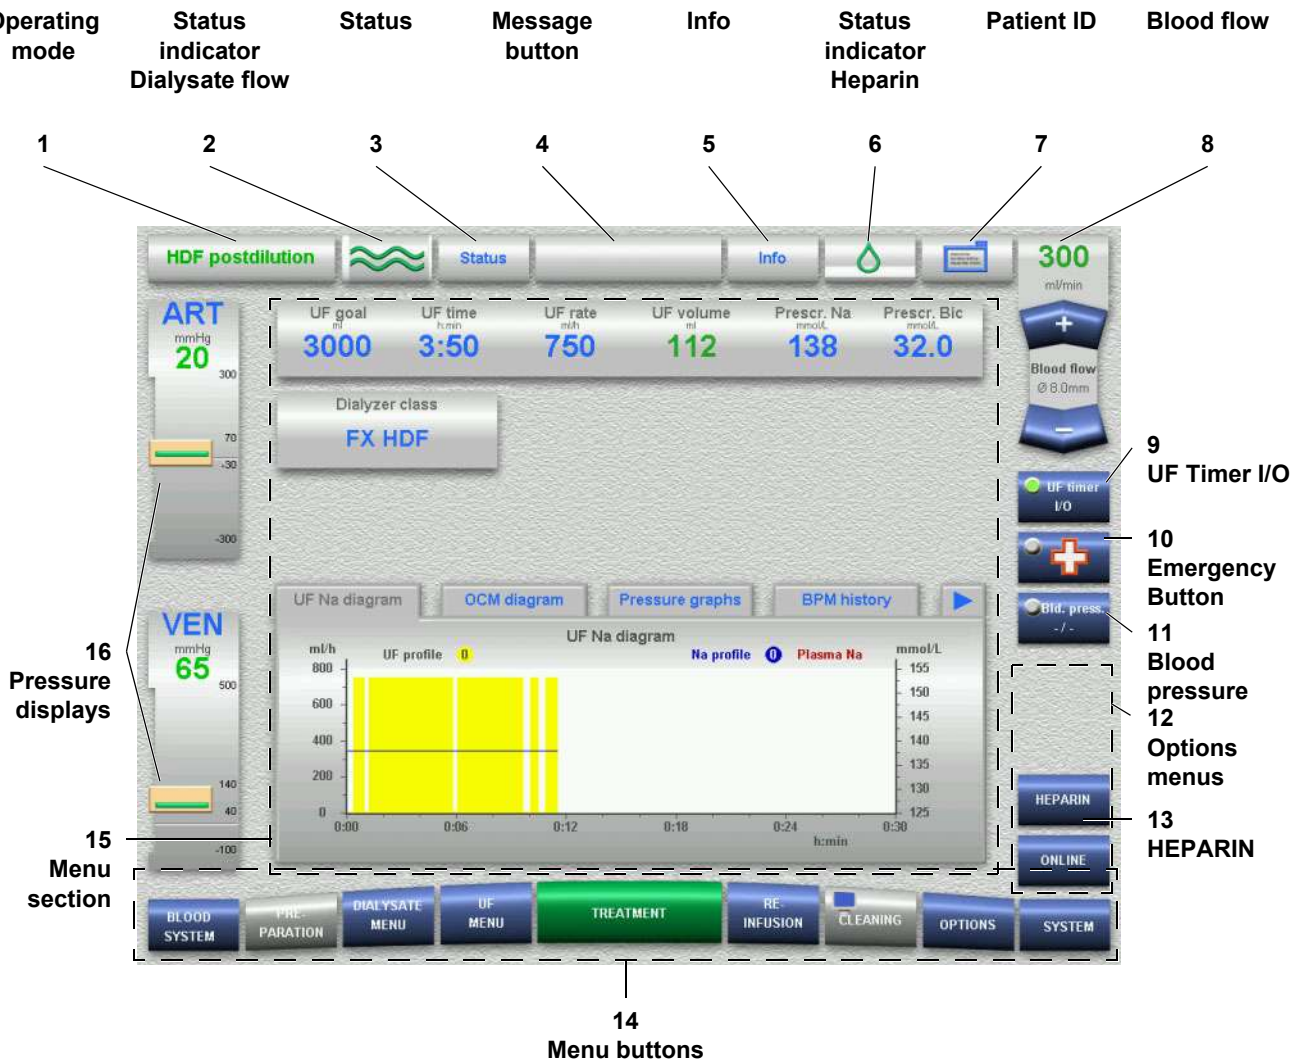 Operating
mode
Status
indicator
Dialysate flow
Status
Message
button
Info
Status
indicator
Heparin
Patient ID
Blood flow
1 2 3 4 5 6 7 8
HDF postdilution
Status
Info
300
ml/min
+
Blood flow
Ø 8.0mm
–
ART
mmHg
20
300
70
-30
-300
UF goal
ml
3000
UF time
h:min
3:50
UF rate
ml/h
750
UF volume
ml
112
Prescr. Na
mmol/L
138
Prescr. Bic
mmol/L
32.0
Dialyzer class
FX HDF
9
UF Timer I/O
UF timer
I/O
10
Emergency
Button
Bld. press.
- / -
11
Blood
pressure
12
Options
menus
HEPARIN
13
HEPARIN
ONLINE
16
Pressure
displays
VEN
mmHg
65
500
140
40
-100
UF Na diagram
OCM diagram
Pressure graphs
BPM history
UF Na diagram
ml/h
UF profile 0
Na profile 0 Plasma Na
mmol/L
800
600
400
200
0
155
150
145
140
135
130
125
0:00 0:06 0:12 0:18 0:24 0:30
h:min
15
Menu
section
BLOOD
SYSTEM
PRE-
PARATION
DIALYSATE
MENU
UF
MENU
TREATMENT
RE-
INFUSION
CLEANING
OPTIONS
SYSTEM
14
Menu buttons